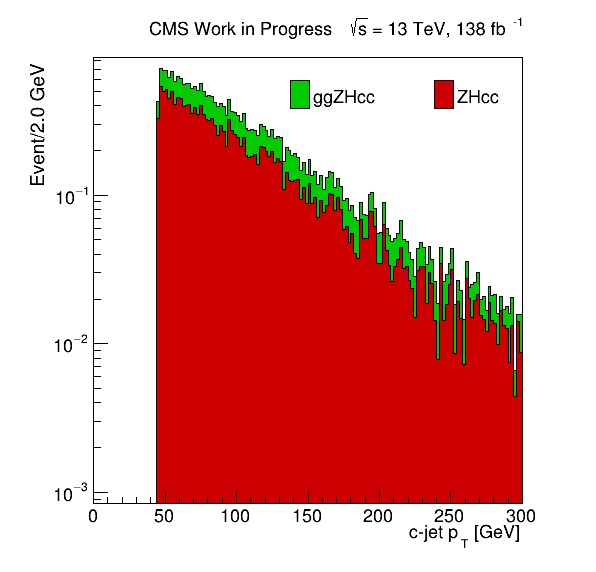 CMS Work in Progress √s = 13 TeV, 138 fb⁻¹
Event/2.0 GeV
ggZHcc ZHcc
10⁻¹
10⁻²
10⁻³
0 50 100 150 200 250 300
c-jet p_T [GeV]